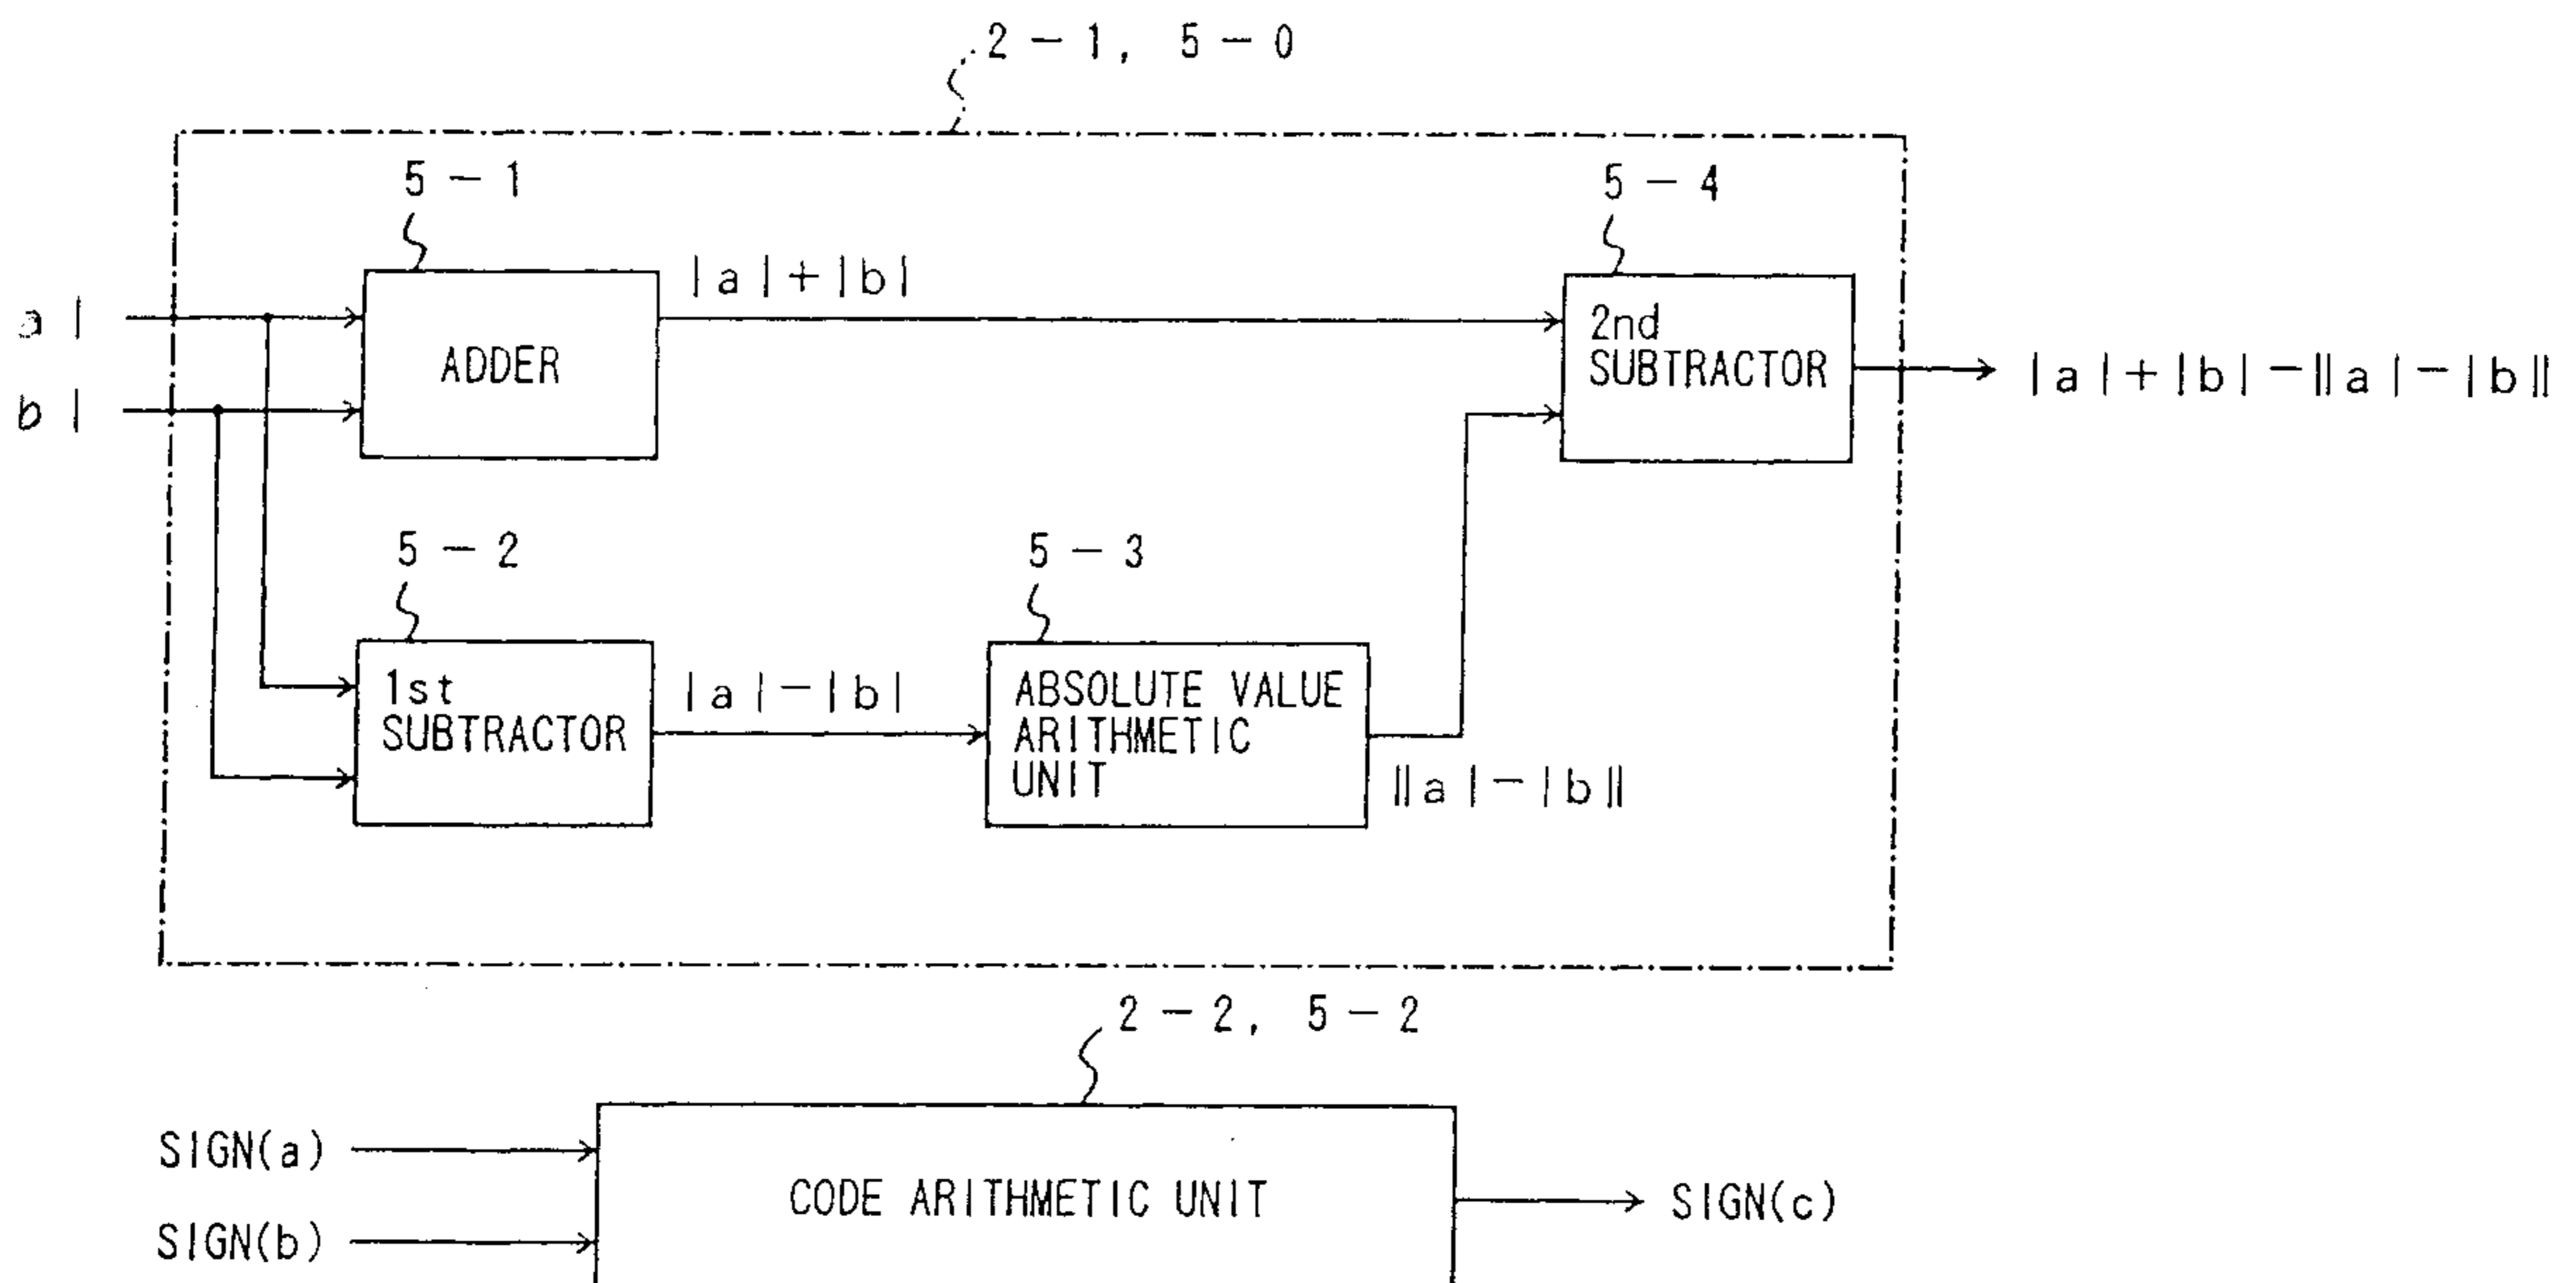 2-1, 5-0
5-1
5-4
|a|+|b|
a|
b|
ADDER
2nd
SUBTRACTOR
|a|+|b|-||a|-|b||
5-2
5-3
1st
SUBTRACTOR
|a|-|b|
ABSOLUTE VALUE
ARITHMETIC
UNIT
||a|-|b||
2-2, 5-2
SIGN(a)
SIGN(b)
CODE ARITHMETIC UNIT
SIGN(c)